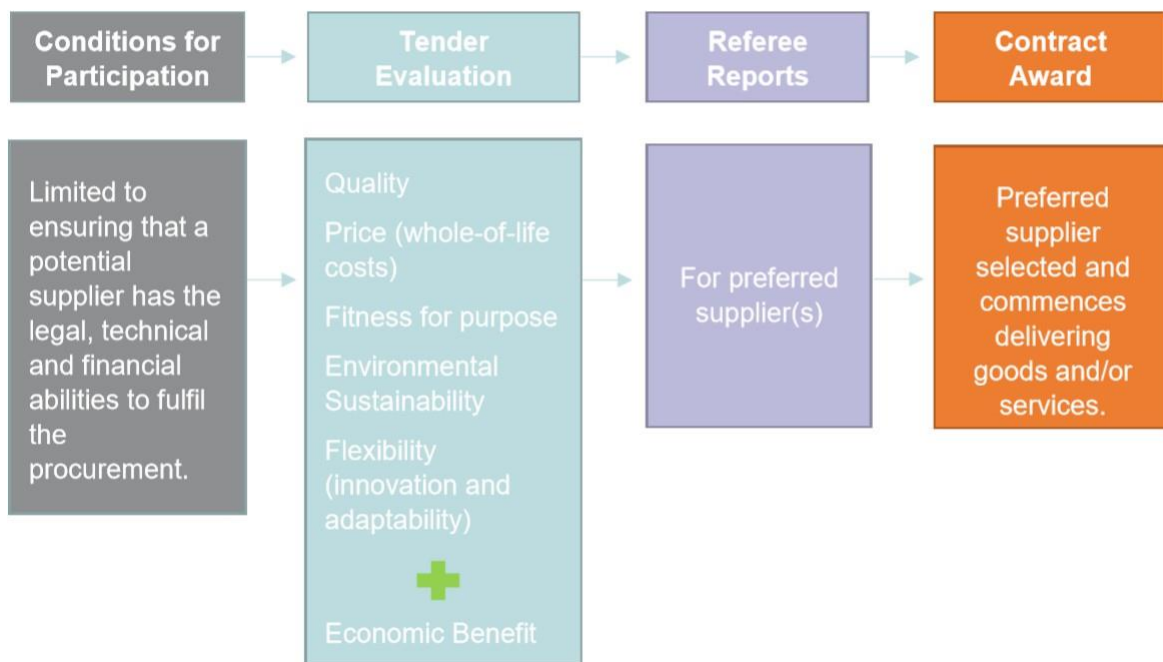 Conditions for
Participation
Tender
Evaluation
Referee
Reports
Contract
Award
Limited to
ensuring that a
potential
supplier has the
legal, technical
and financial
abilities to fulfil
the
procurement.
Quality
Price (whole-of-life
costs)
Fitness for purpose
Environmental
Sustainability
Flexibility
(innovation and
adaptability)
Economic Benefit
For preferred
supplier(s)
Preferred
supplier
selected and
commences
delivering
goods and/or
services.